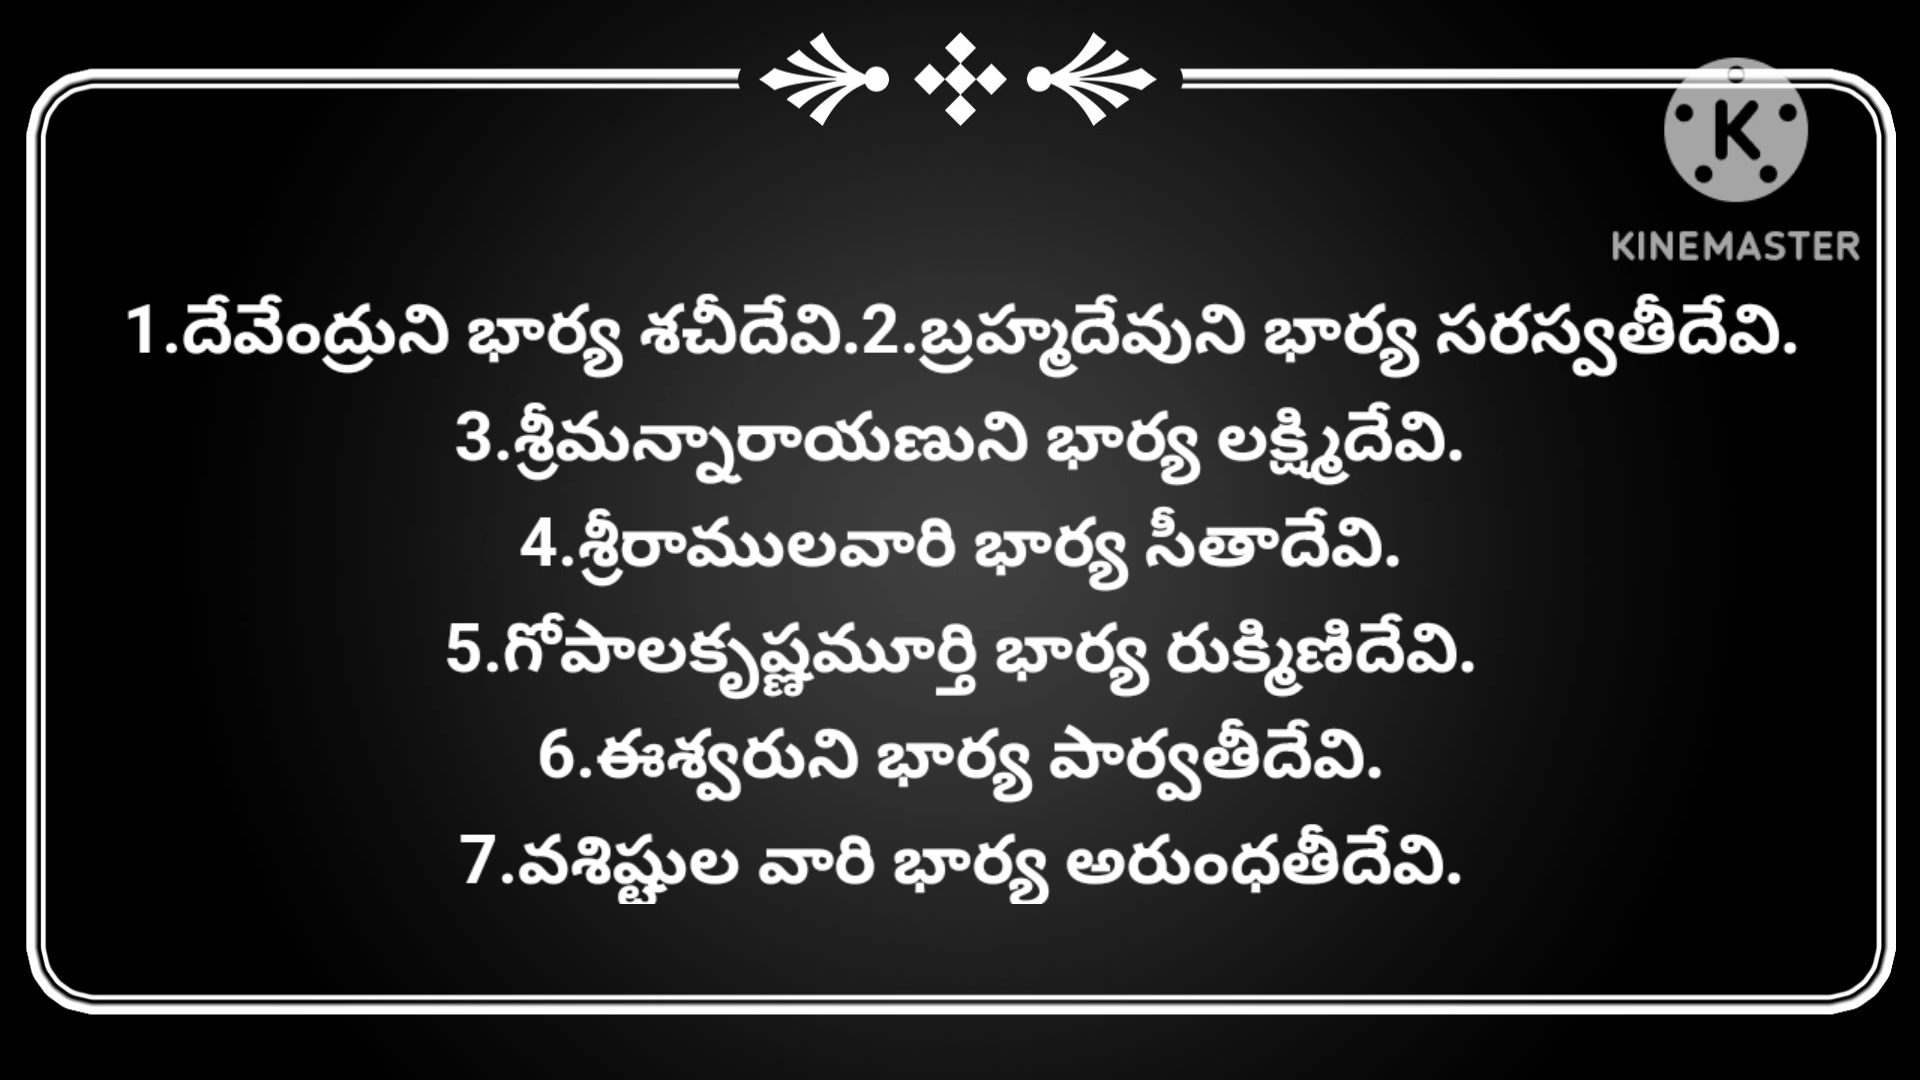 KINEMASTER
1.దేవేంద్రుని భార్య శచీదేవి.2.బ్రహ్మదేవుని భార్య సరస్వతీదేవి.
3.శ్రీమన్నారాయణుని భార్య లక్ష్మిదేవి.
4.శ్రీరాములవారి భార్య సీతాదేవి.
5.గోపాలకృష్ణమూర్తి భార్య రుక్మిణిదేవి.
6.ఈశ్వరుని భార్య పార్వతీదేవి.
7.వశిష్టుల వారి భార్య అరుంధతీదేవి.